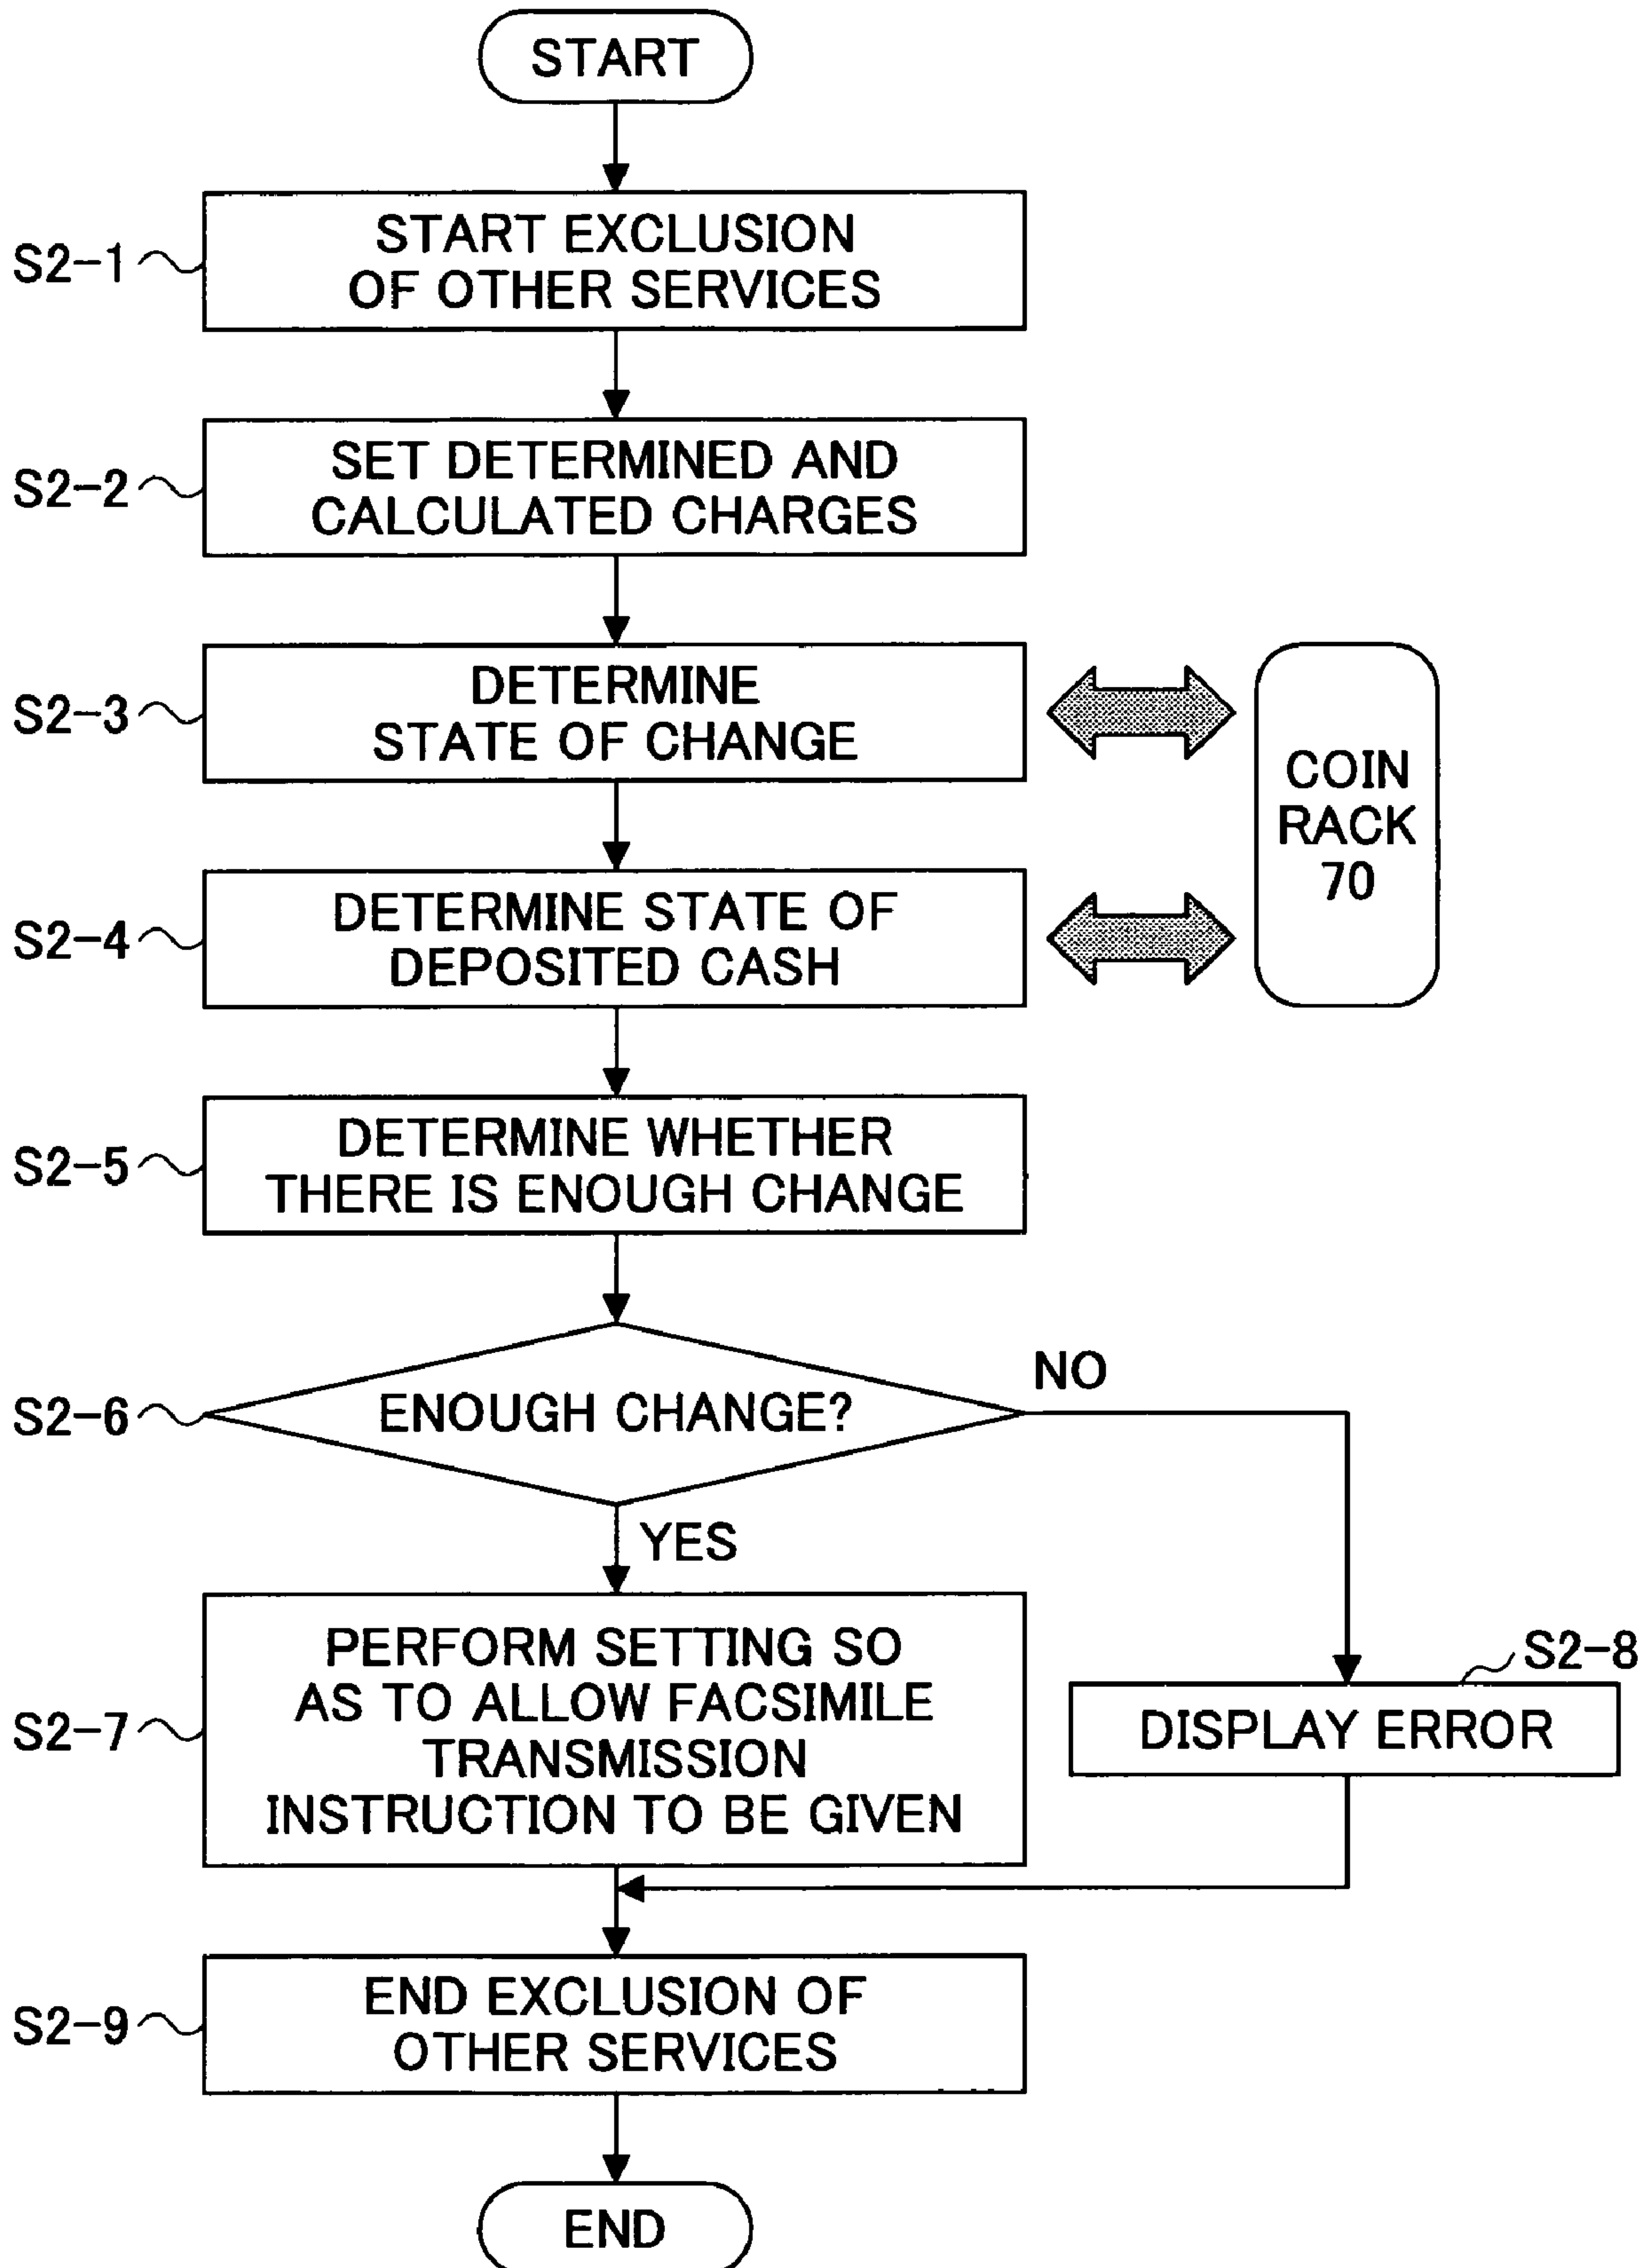 START
S2-1
START EXCLUSION
OF OTHER SERVICES
S2-2
SET DETERMINED AND
CALCULATED CHARGES
S2-3
DETERMINE
STATE OF CHANGE
COIN
RACK
70
S2-4
DETERMINE STATE OF
DEPOSITED CASH
S2-5
DETERMINE WHETHER
THERE IS ENOUGH CHANGE
S2-6
ENOUGH CHANGE?
NO
YES
S2-7
PERFORM SETTING SO
AS TO ALLOW FACSIMILE
TRANSMISSION
INSTRUCTION TO BE GIVEN
S2-8
DISPLAY ERROR
S2-9
END EXCLUSION OF
OTHER SERVICES
END